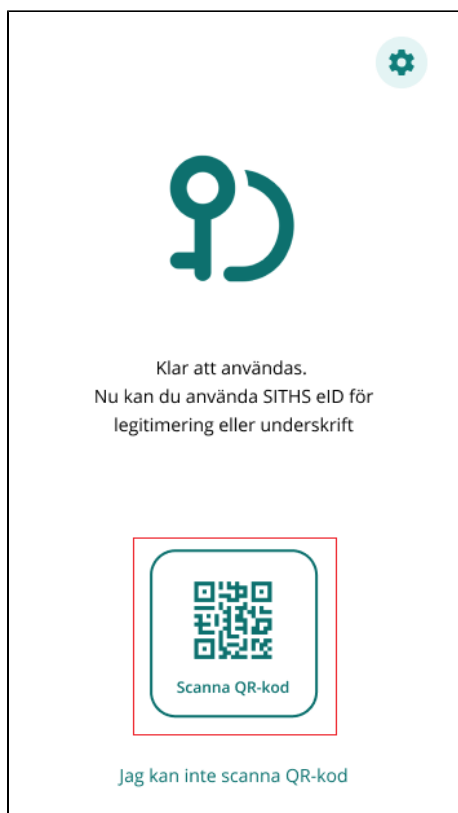 Klar att användas.
Nu kan du använda SITHS eID för
legitimering eller underskrift
Scanna QR-kod
Jag kan inte scanna QR-kod